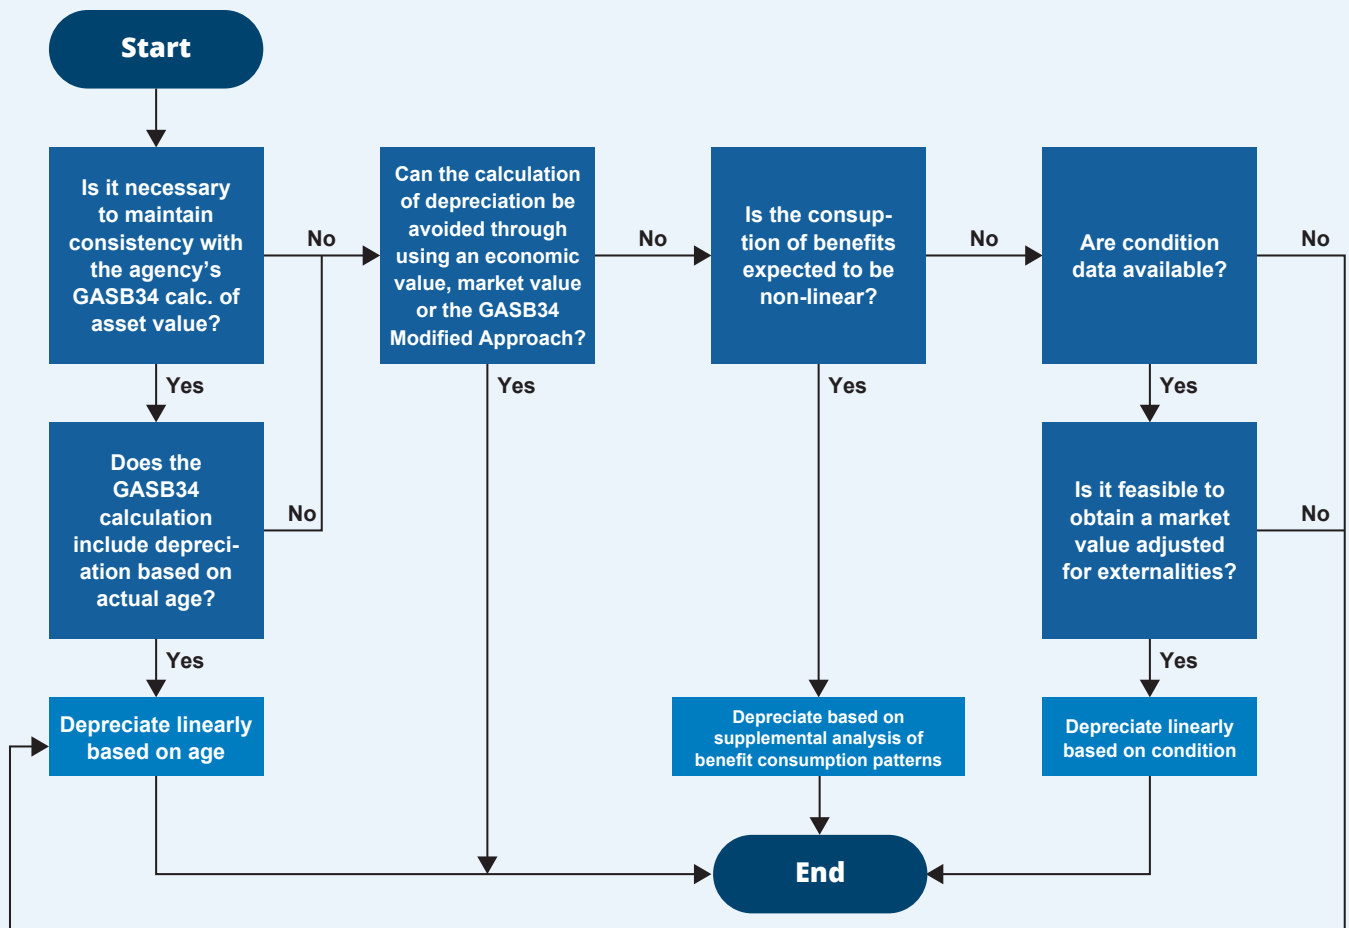 Start
Is it necessary
to maintain
consistency with
the agency's
GASB34 calc. of
asset value?
No
Can the calculation
of depreciation be
avoided through
using an economic
value, market value
or the GASB34
Modified Approach?
No
Is the consup-
tion of benefits
expected to be
non-linear?
No
Are condition
data available?
No
Yes
Yes
Yes
Yes
Does the
GASB34
calculation
include depreci-
ation based on
actual age?
No
Is it feasible to
obtain a market
value adjusted
for externalities?
No
Yes
Yes
Depreciate linearly
based on age
Depreciate based on
supplemental analysis of
benefit consumption patterns
Depreciate linearly
based on condition
End